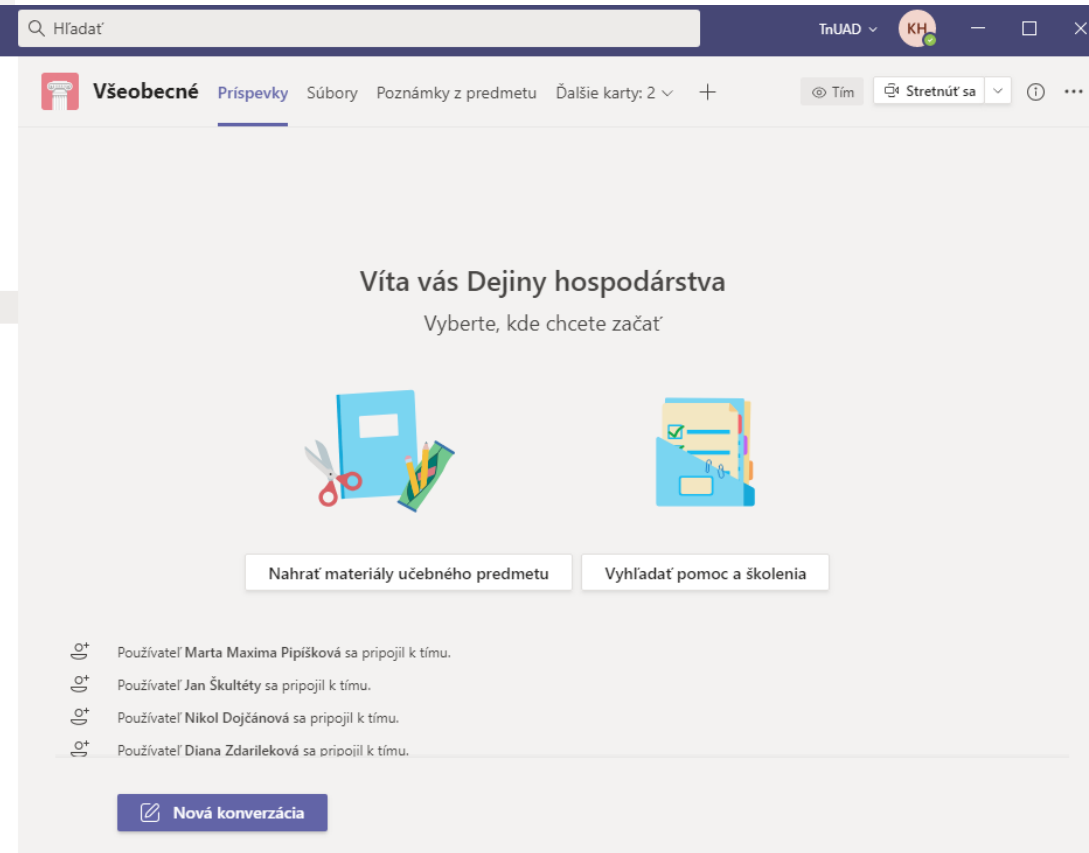 Hľadať
TnUAD
KH
Všeobecné Príspevky Súbory Poznámky z predmetu Ďalšie karty: 2
Tím
Stretnúť sa
Víta vás Dejiny hospodárstva
Vyberte, kde chcete začať
Nahrať materiály učebného predmetu
Vyhľadať pomoc a školenia
Používateľ Marta Maxima Pipíšková sa pripojil k tímu.
Používateľ Jan Škultéty sa pripojil k tímu.
Používateľ Nikol Dojčánová sa pripojil k tímu.
Používateľ Diana Zdarileková sa pripojil k tímu.
Nová konverzácia